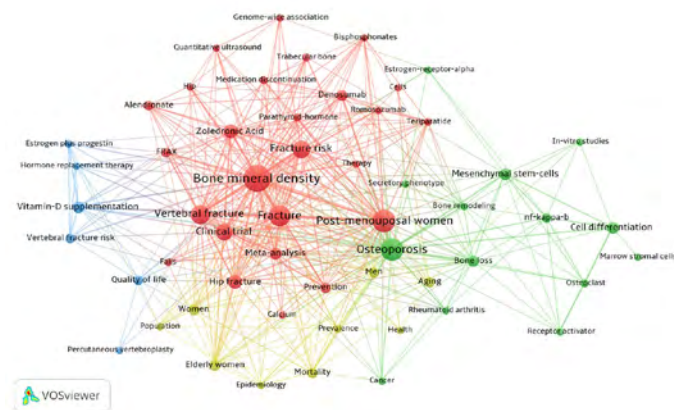 Genome-wice association
Quantitative ultrasound
Bisphosphonates
Trabecular bone
Estrogen-receptor-alpha
Hip
Medication discontinuation
Cells
Denosumab
Alendronate
Parathyroid-hormone
Romosozumab
Teriparatide
Zoledronic Acid
Estrogen plus progestin
In-vitro studies
FRAX
Fracture risk
Hormone replacement therapy
Therapy
Mesenchymal stem-cells
Bone mineral density
Secretory phenotype
Vitamin-D supplementation
Vertebral fracture
Fracture
Post-menouposal women
Bone remodeling
nf-kappa-b
Cell differentiation
Clinical trial
Vertebral fracture risk
Osteoporosis
Meta-analysis
Bone loss
Marrow stromal cells
Falls
Men
Quality of life
Hip fracture
Prevention
Aging
Osteoclast
Women
Calcium
Rheumatoid arthritis
Population
Prevalence
Health
Receptor activator
Percutaneous vertebroplasty
Elderly women
Mortality
Epidemiology
Cancer
VOSviewer